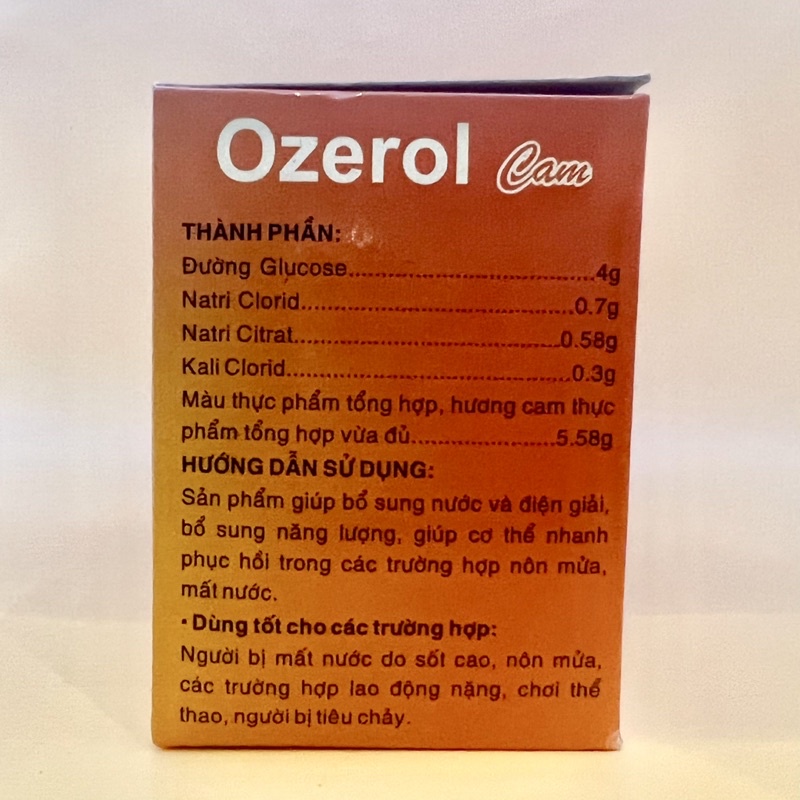 Ozerol Cam
THÀNH PHẦN:
Đường Glucose..........................................4g
Natri Clorid..........................................0.7g
Natri Citrat..........................................0.58g
Kali Clorid..........................................0.3g
Màu thực phẩm tổng hợp, hương cam thực
phẩm tổng hợp vừa đủ......................5.58g
HƯỚNG DẪN SỬ DỤNG:
Sản phẩm giúp bổ sung nước và điện giải,
bổ sung năng lượng, giúp cơ thể nhanh
phục hồi trong các trường hợp nôn mửa,
mất nước.
• Dùng tốt cho các trường hợp:
Người bị mất nước do sốt cao, nôn mửa,
các trường hợp lao động nặng, chơi thể
thao, người bị tiêu chảy.